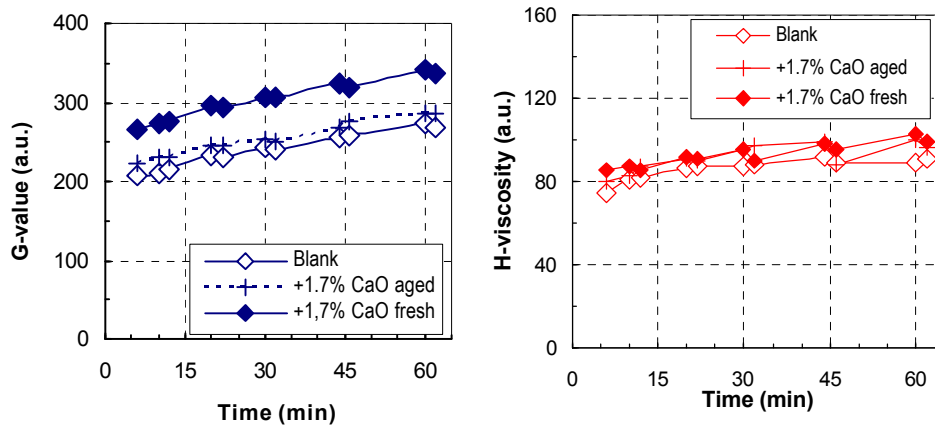 400
300
200
100
0
G-value (a.u.)
Blank
+1.7% CaO aged
+1,7% CaO fresh
0 15 30 45 60
Time (min)
160
120
80
40
0
H-viscosity (a.u.)
Blank
+1.7% CaO aged
+1.7% CaO fresh
0 15 30 45 60
Time (min)